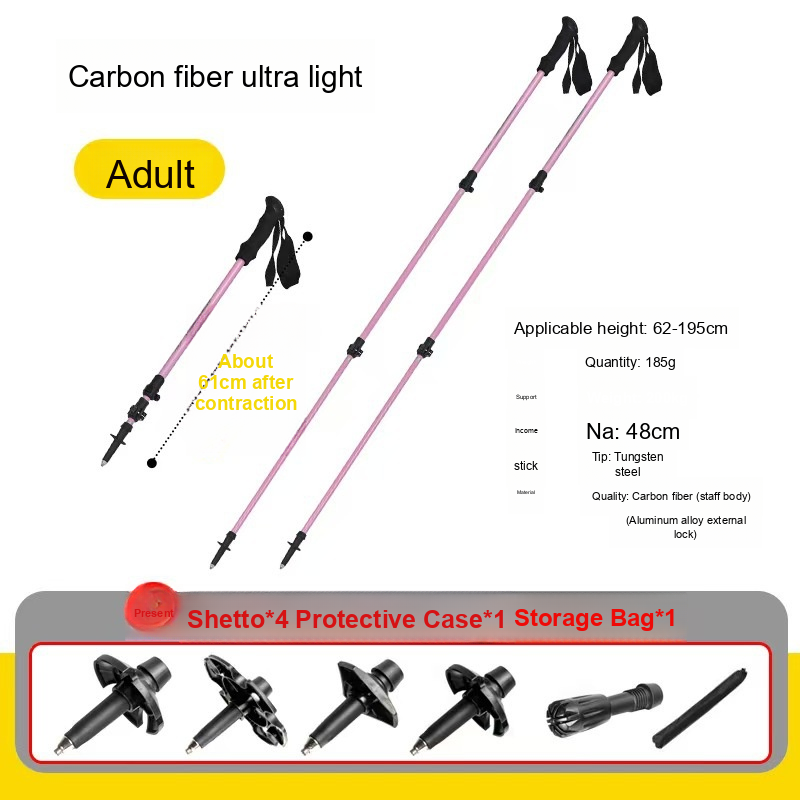 Carbon fiber ultra light
Adult
About
61cm after
contraction
Applicable height: 62-195cm
Quantity: 185g
Support
Income
Na: 48cm
Tip: Tungsten
steel
stick
Material
Quality: Carbon fiber (staff body)
(Aluminum alloy external
lock)
Present
Shetto*4 Protective Case*1 Storage Bag*1